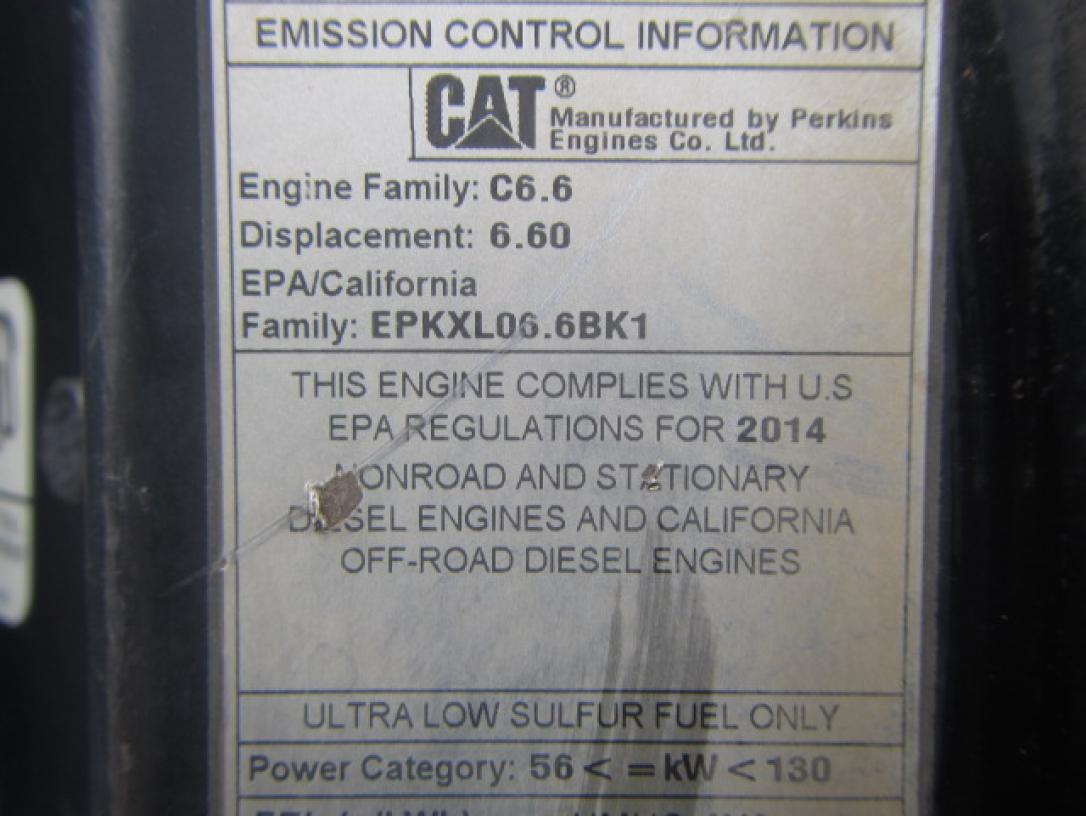 EMISSION CONTROL INFORMATION
CAT®
Manufactured by Perkins
Engines Co. Ltd.
Engine Family: C6.6
Displacement: 6.60
EPA/California
Family: EPKXL06.6BK1
THIS ENGINE COMPLIES WITH U.S
EPA REGULATIONS FOR 2014
NONROAD AND STATIONARY
DIESEL ENGINES AND CALIFORNIA
OFF-ROAD DIESEL ENGINES
ULTRA LOW SULFUR FUEL ONLY
Power Category: 56 < = kW < 130